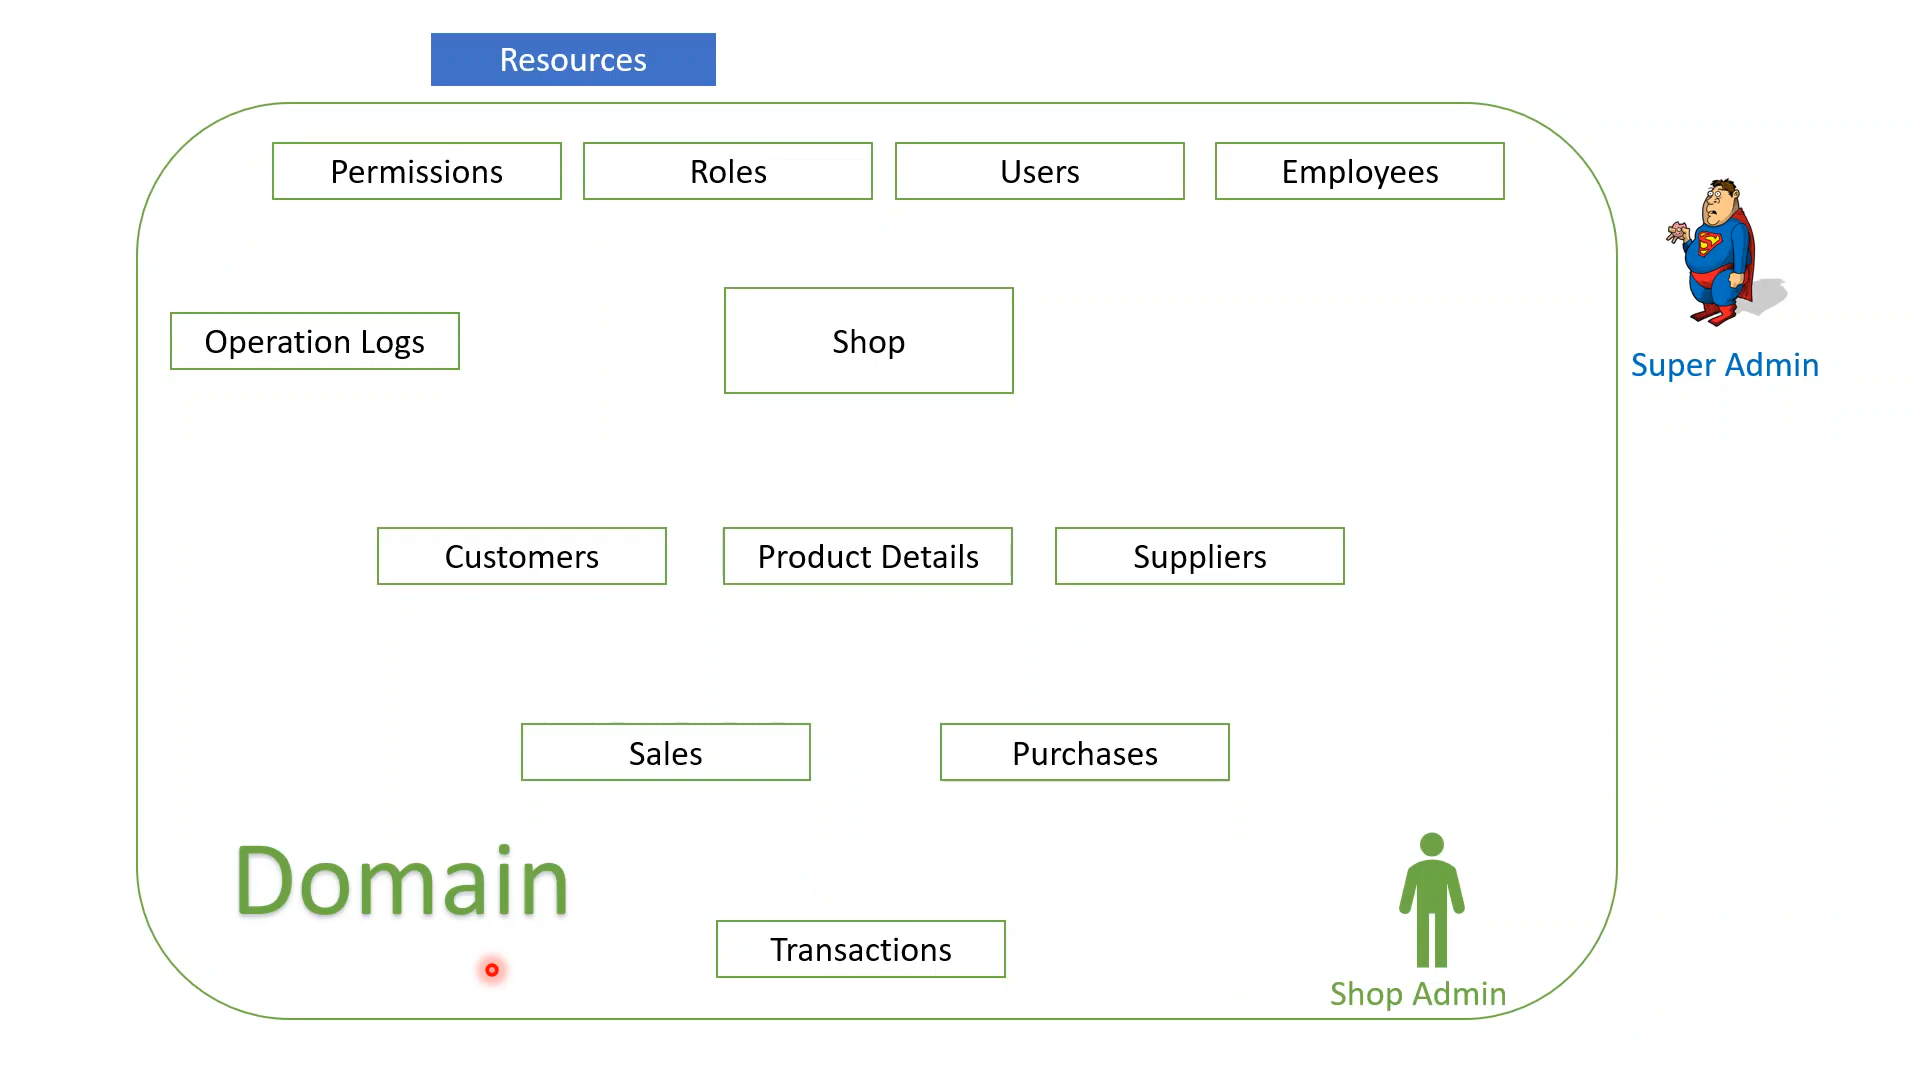 Resources
Permissions
Roles
Users
Employees
Operation Logs
Shop
Super Admin
Customers
Product Details
Suppliers
Sales
Purchases
Domain
Transactions
Shop Admin